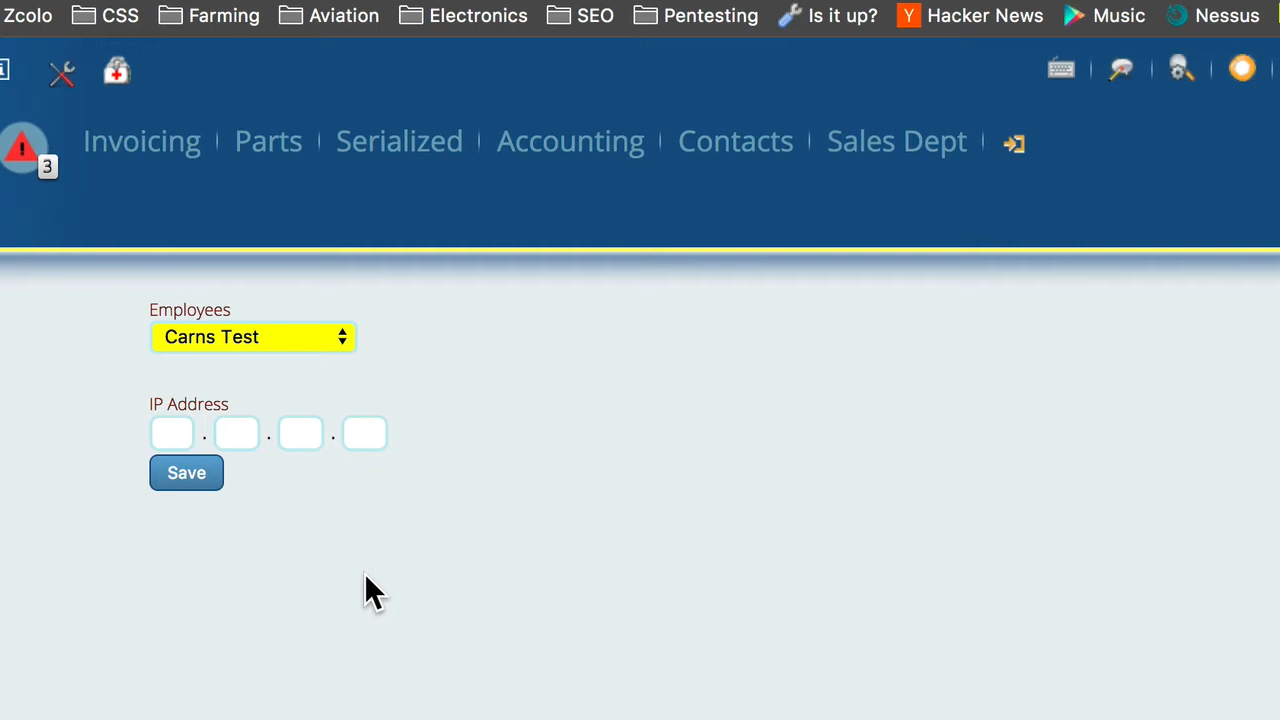 Zcolo CSS Farming Aviation Electronics SEO Pentesting Is it up? Y Hacker News Music Nessus
3 Invoicing Parts Serialized Accounting Contacts Sales Dept
Employees
Carns Test
IP Address
. . .
Save